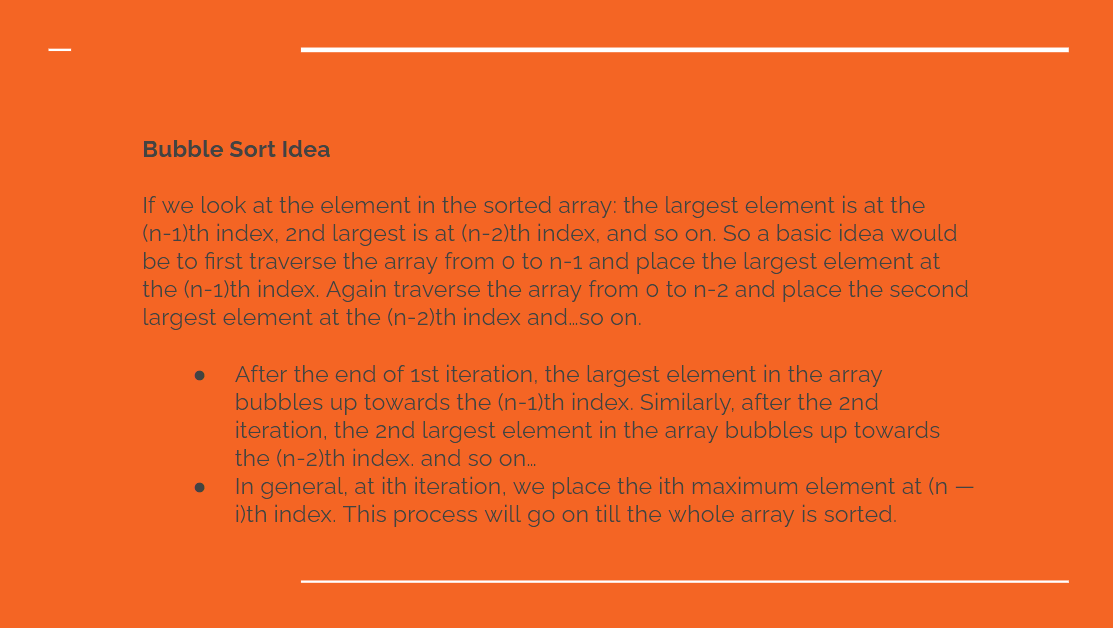 Bubble Sort Idea
If we look at the element in the sorted array: the largest element is at the
(n-1)th index, 2nd largest is at (n-2)th index, and so on. So a basic idea would
be to first traverse the array from 0 to n-1 and place the largest element at
the (n-1)th index. Again traverse the array from 0 to n-2 and place the second
largest element at the (n-2)th index and…so on.
● After the end of 1st iteration, the largest element in the array
bubbles up towards the (n-1)th index. Similarly, after the 2nd
iteration, the 2nd largest element in the array bubbles up towards
the (n-2)th index. and so on…
● In general, at ith iteration, we place the ith maximum element at (n —
i)th index. This process will go on till the whole array is sorted.